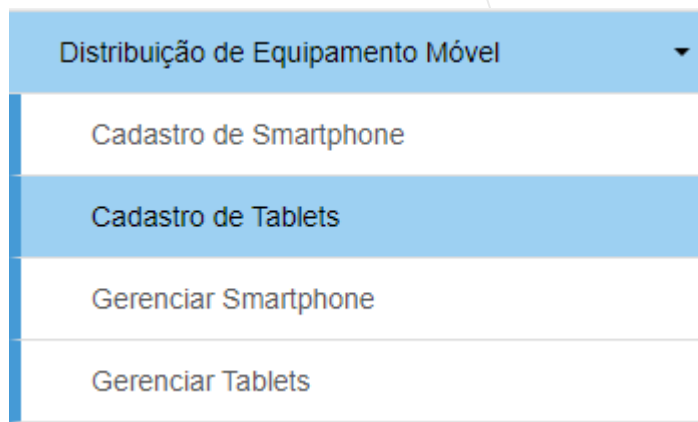 Distribuição de Equipamento Móvel
Cadastro de Smartphone
Cadastro de Tablets
Gerenciar Smartphone
Gerenciar Tablets